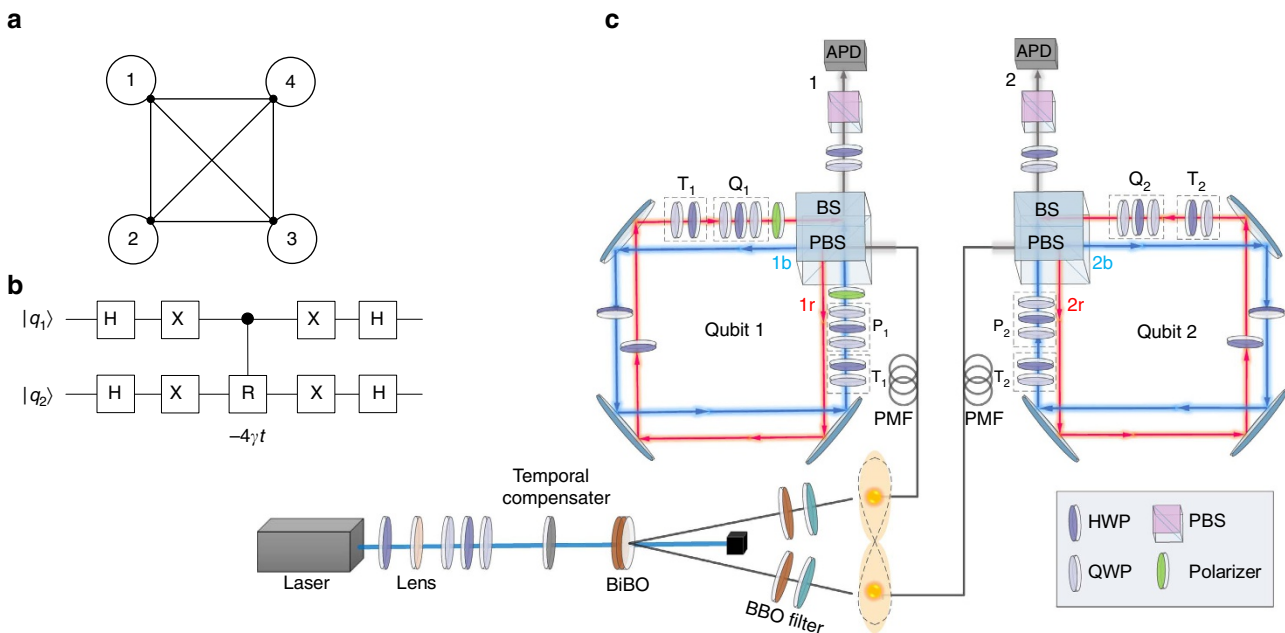 a
1
4
2
3
b
|q₁⟩ H X X H
|q₂⟩ H X R X H
−4γt
c
APD
APD
1
2
T₁
Q₁
Q₂
T₂
BS
PBS
BS
PBS
1b
2b
1r
2r
Qubit 1
Qubit 2
P₁
P₂
T₁
T₂
PMF
PMF
Temporal
compensater
Laser
Lens
BiBO
BBO filter
HWP
PBS
QWP
Polarizer